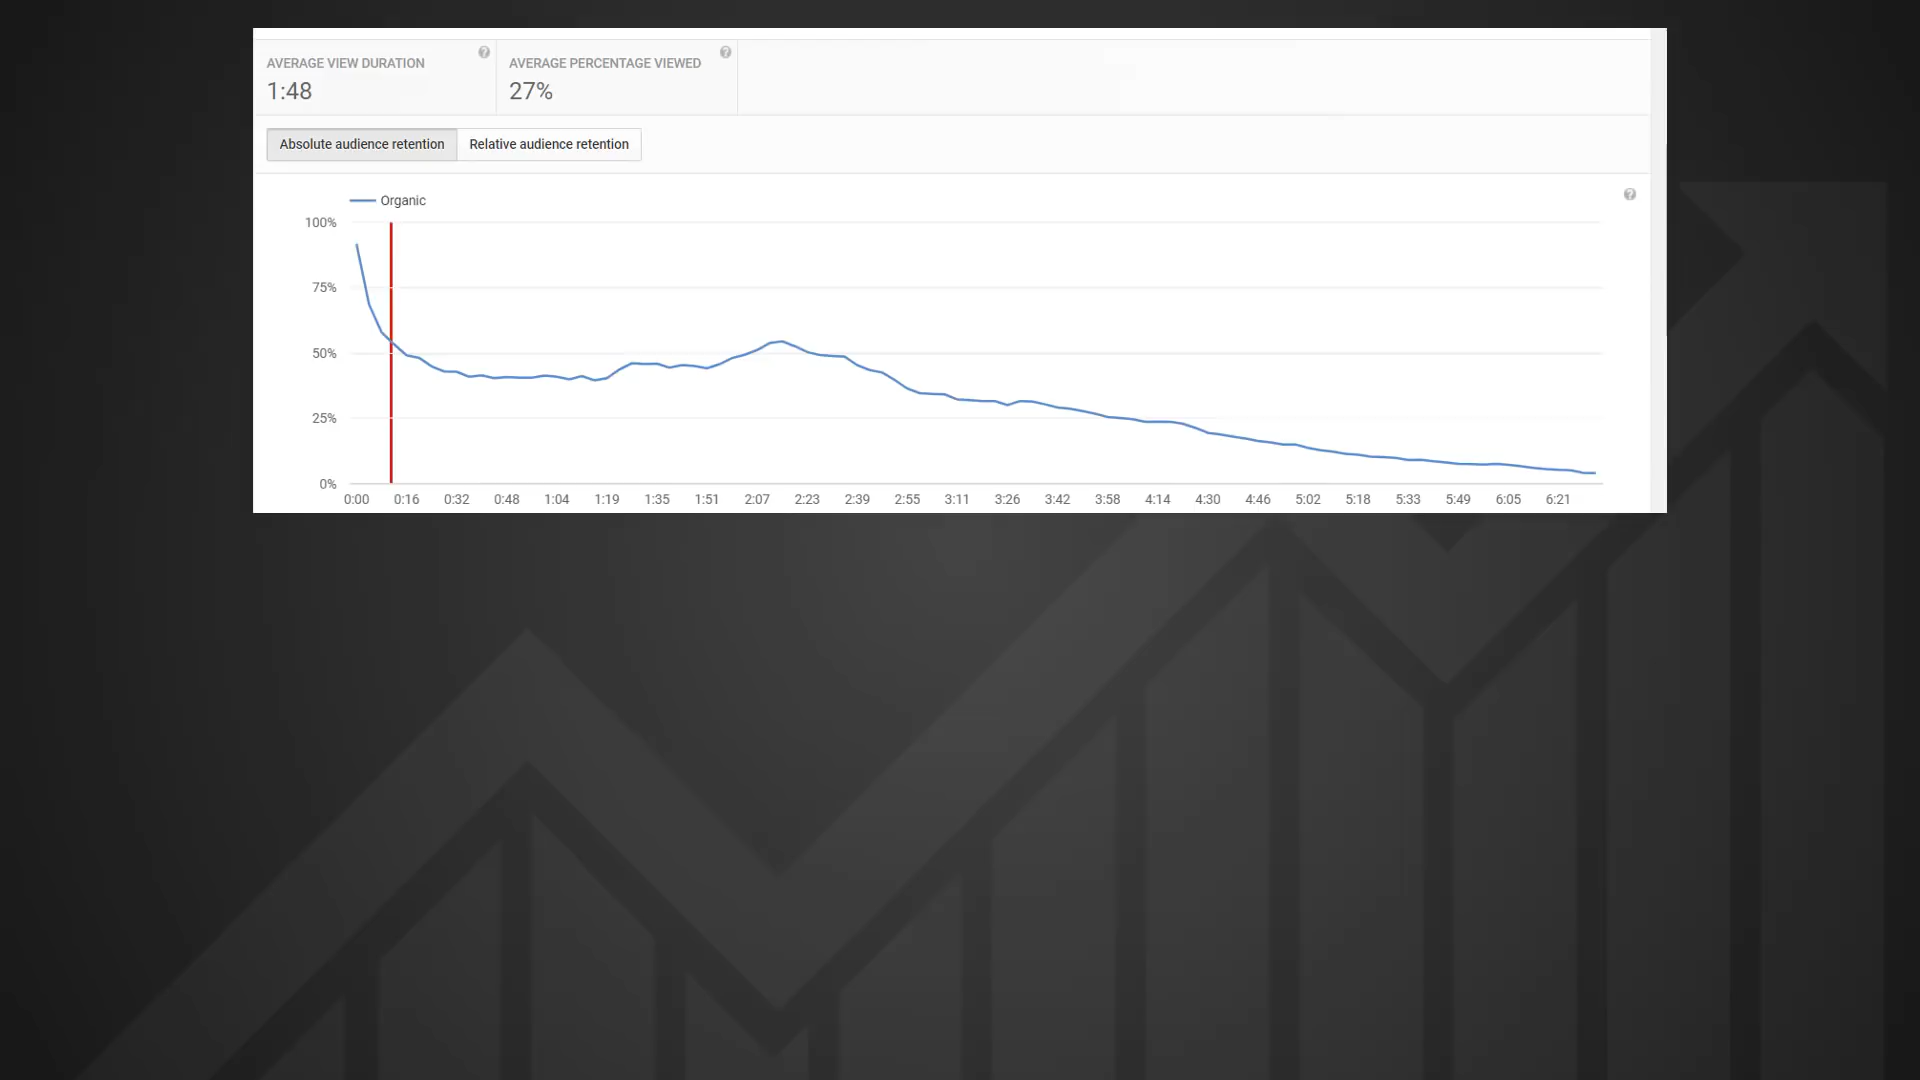 AVERAGE VIEW DURATION ?
1:48
AVERAGE PERCENTAGE VIEWED ?
27%
Absolute audience retention Relative audience retention
?
Organic
100%
75%
50%
25%
0%
0:00 0:16 0:32 0:48 1:04 1:19 1:35 1:51 2:07 2:23 2:39 2:55 3:11 3:26 3:42 3:58 4:14 4:30 4:46 5:02 5:18 5:33 5:49 6:05 6:21